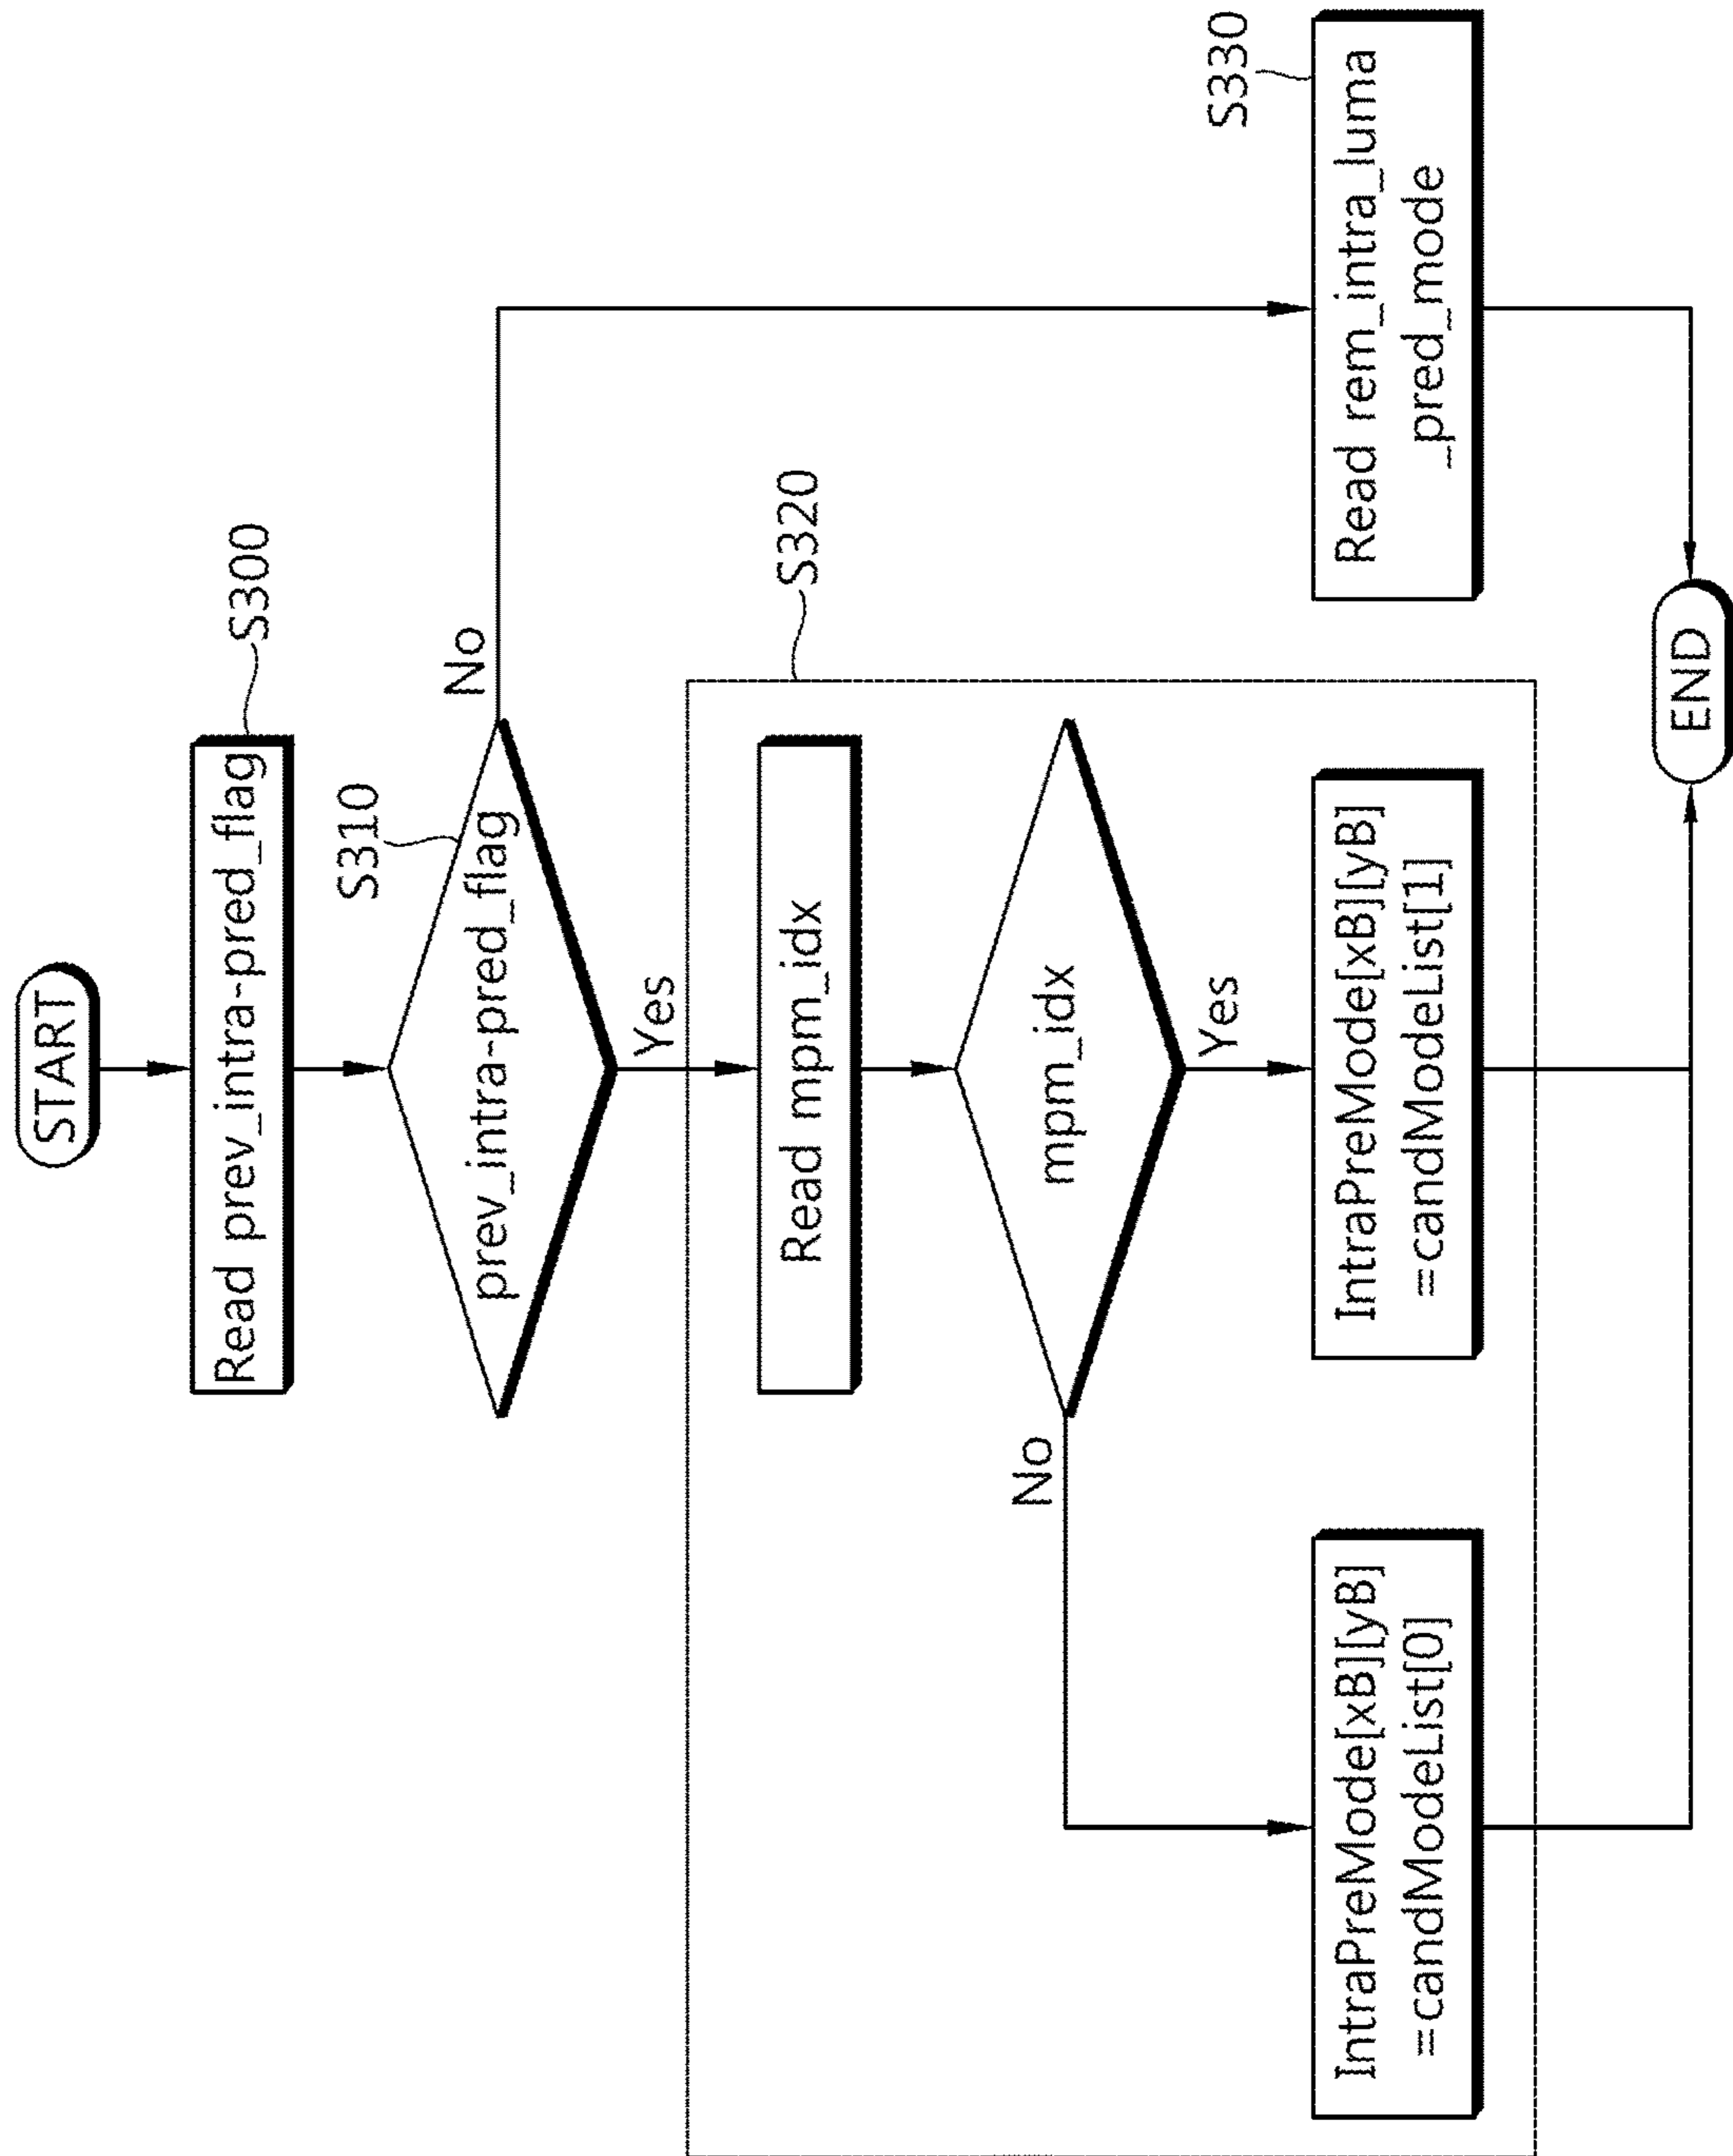 START
Read prev_intra-pred_flag
S300
S310
prev_intra-pred_flag
No
Yes
S320
Read mpm_idx
mpm_idx
No
Yes
IntraPreMode[xB][yB]
=candModeList[0]
IntraPreMode[xB][yB]
=candModeList[1]
S330
Read rem_intra_luma
_pred_mode
END